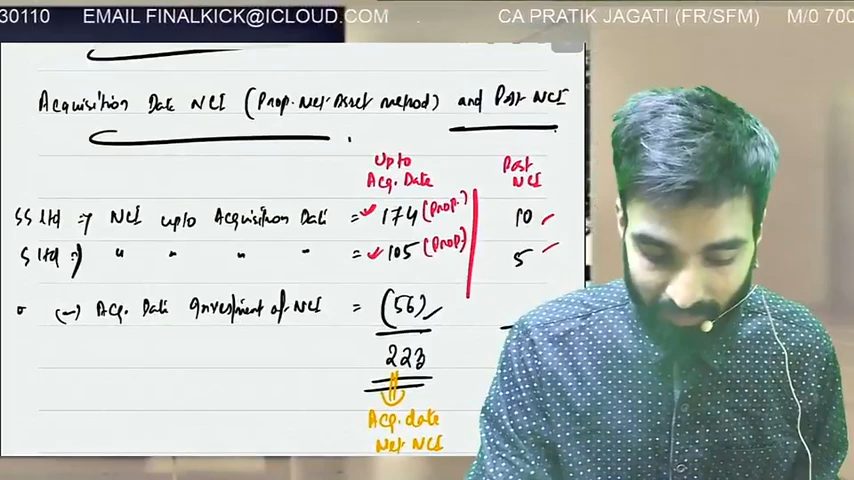 30110 EMAIL FINALKICK@ICLOUD.COM CA PRATIK JAGATI (FR/SFM) M/0 700
Acquisition Date NCI (Prop. Net Asset method) and Post NCI
Upto Acq. Date
Post NCI
SS Ltd => NCI upto Acquisition Date = 174 (Prop.) 10
S Ltd => " " " " = 105 (Prop) 5
(-) Acq. Date Investment of NCI = (56)
223
Acq. date
Net NCI